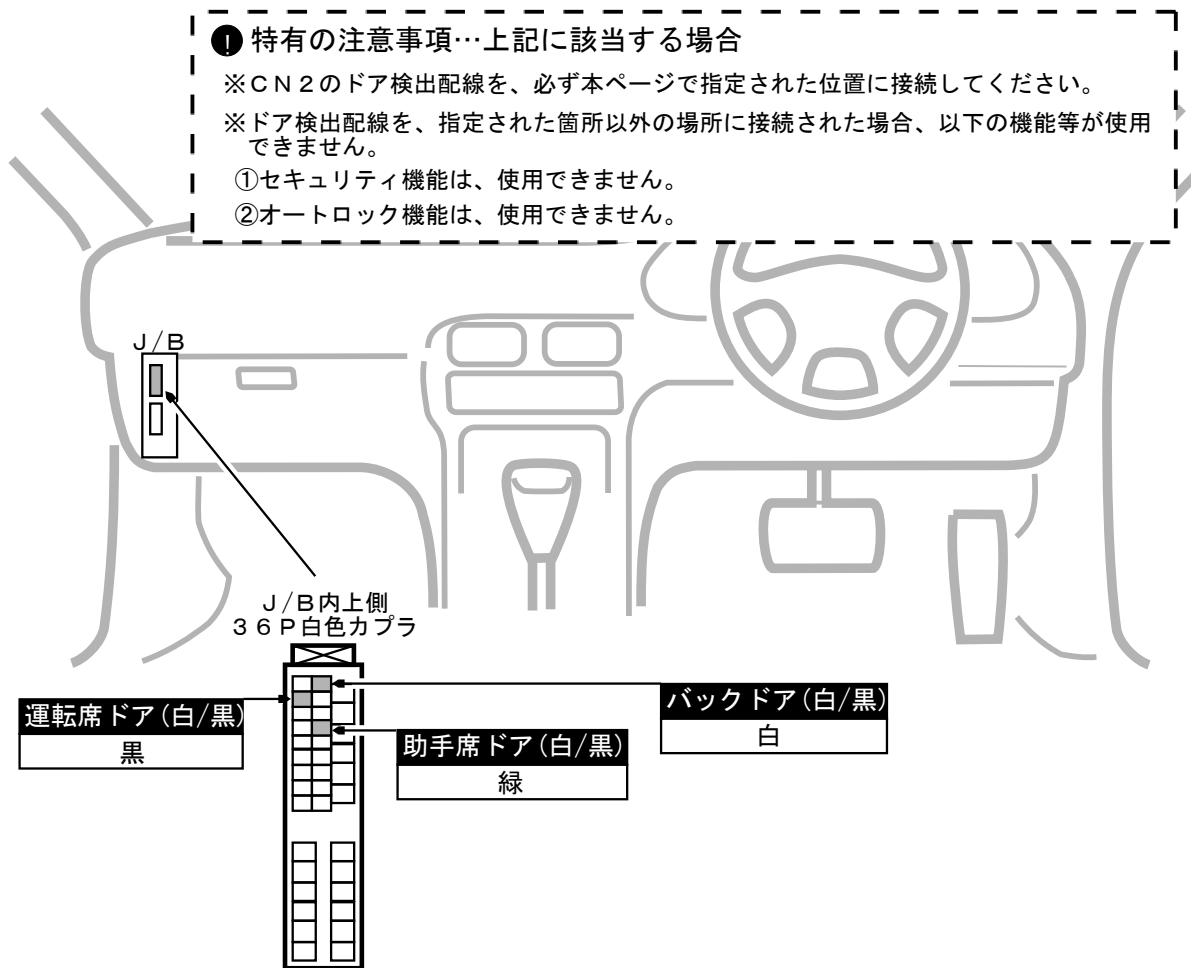 ! 特有の注意事項…上記に該当する場合
※CN2のドア検出配線を、必ず本ページで指定された位置に接続してください。
※ドア検出配線を、指定された箇所以外の場所に接続された場合、以下の機能等が使用
できません。
①セキュリティ機能は、使用できません。
②オートロック機能は、使用できません。
J/B
J/B内上側
36P白色カプラ
運転席ドア(白/黒)
黒
バックドア(白/黒)
白
助手席ドア(白/黒)
緑